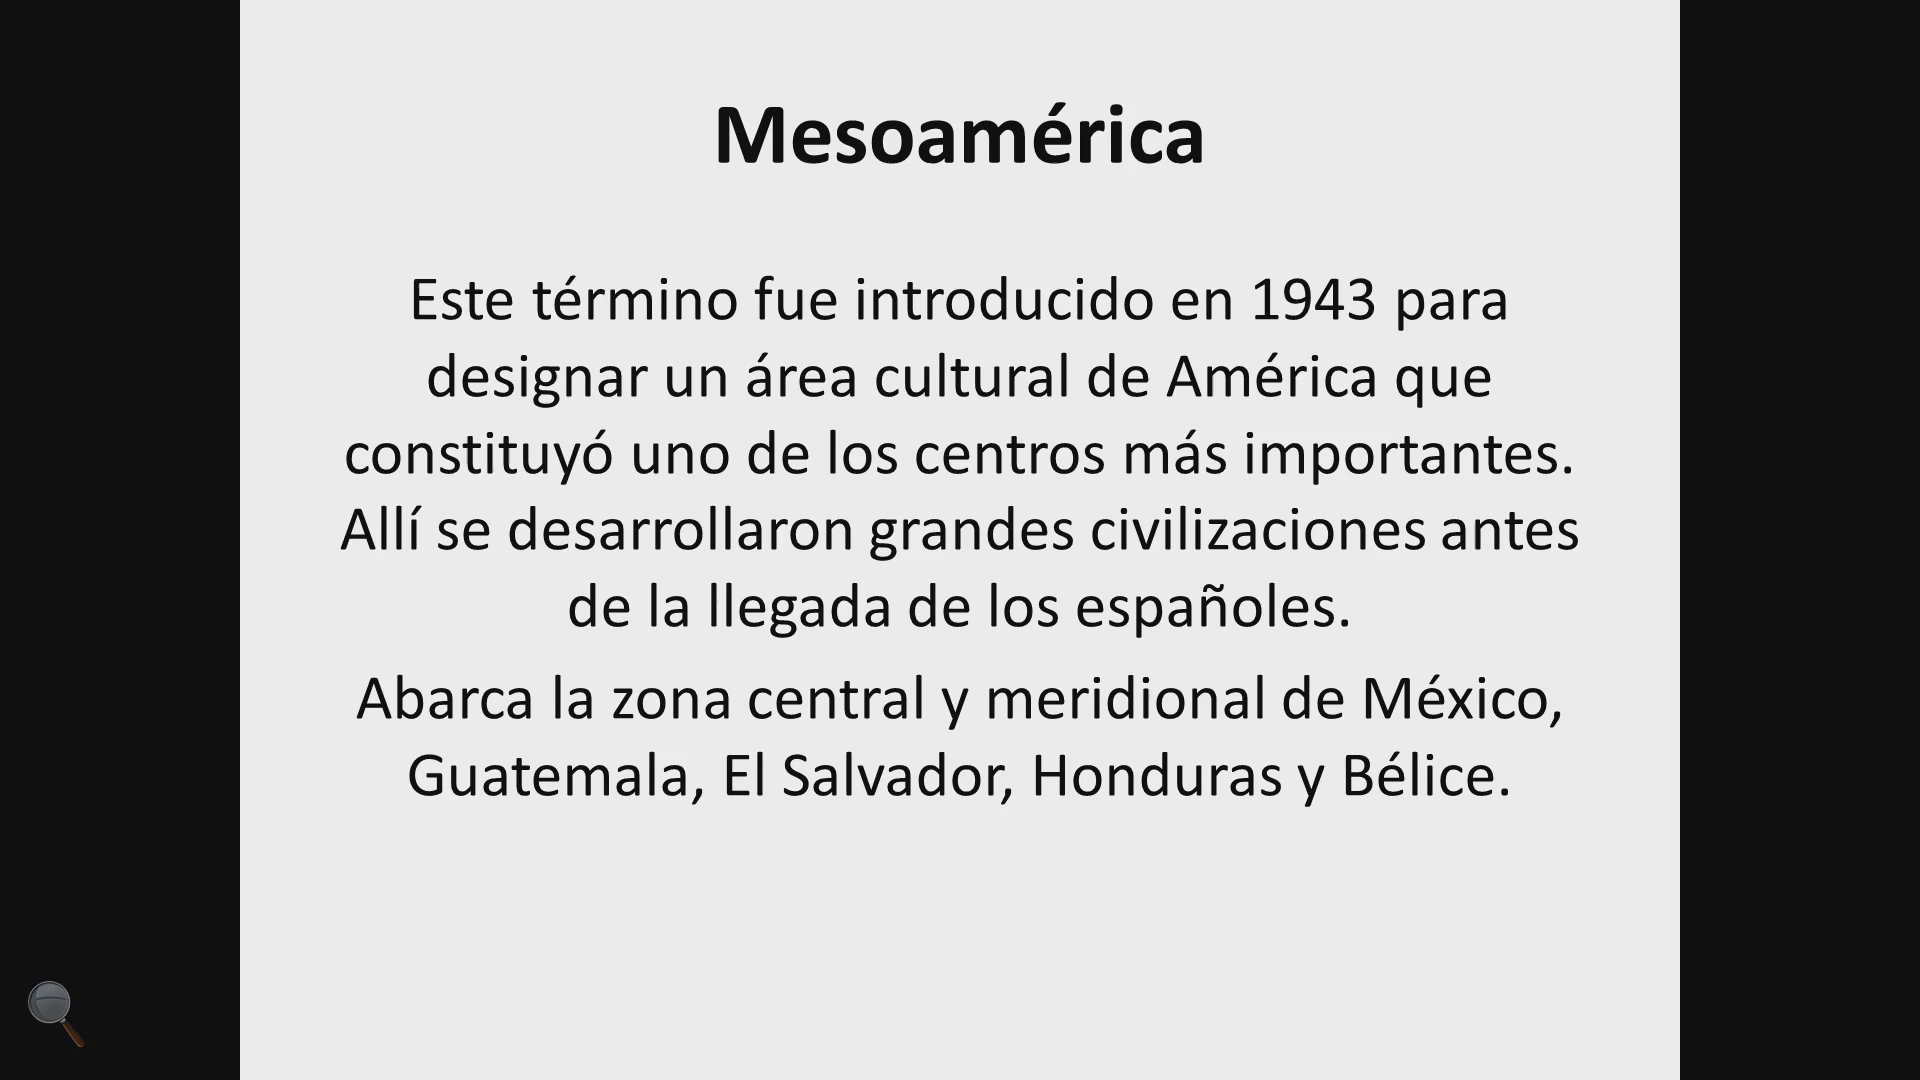 Mesoamérica
Este término fue introducido en 1943 para
designar un área cultural de América que
constituyó uno de los centros más importantes.
Allí se desarrollaron grandes civilizaciones antes
de la llegada de los españoles.
Abarca la zona central y meridional de México,
Guatemala, El Salvador, Honduras y Bélice.